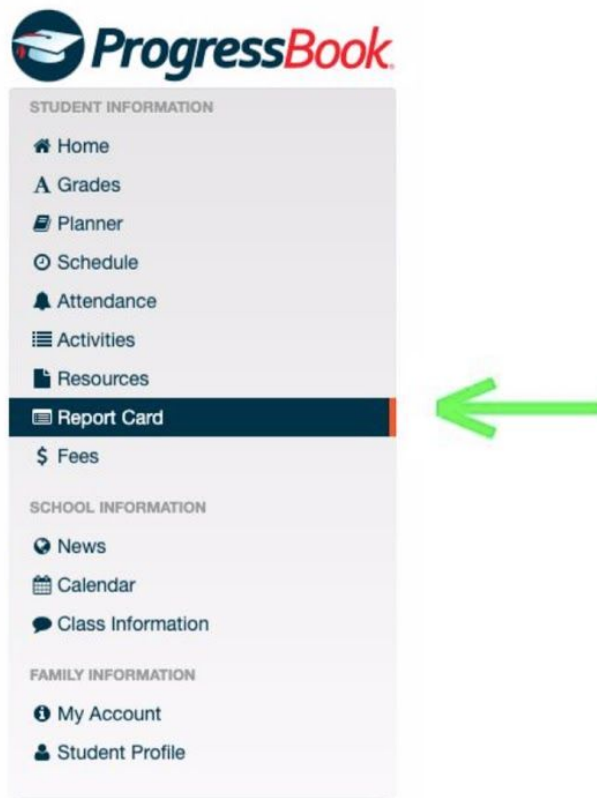 ProgressBook
STUDENT INFORMATION
Home
A Grades
Planner
Schedule
Attendance
Activities
Resources
Report Card
$ Fees
SCHOOL INFORMATION
News
Calendar
Class Information
FAMILY INFORMATION
My Account
Student Profile